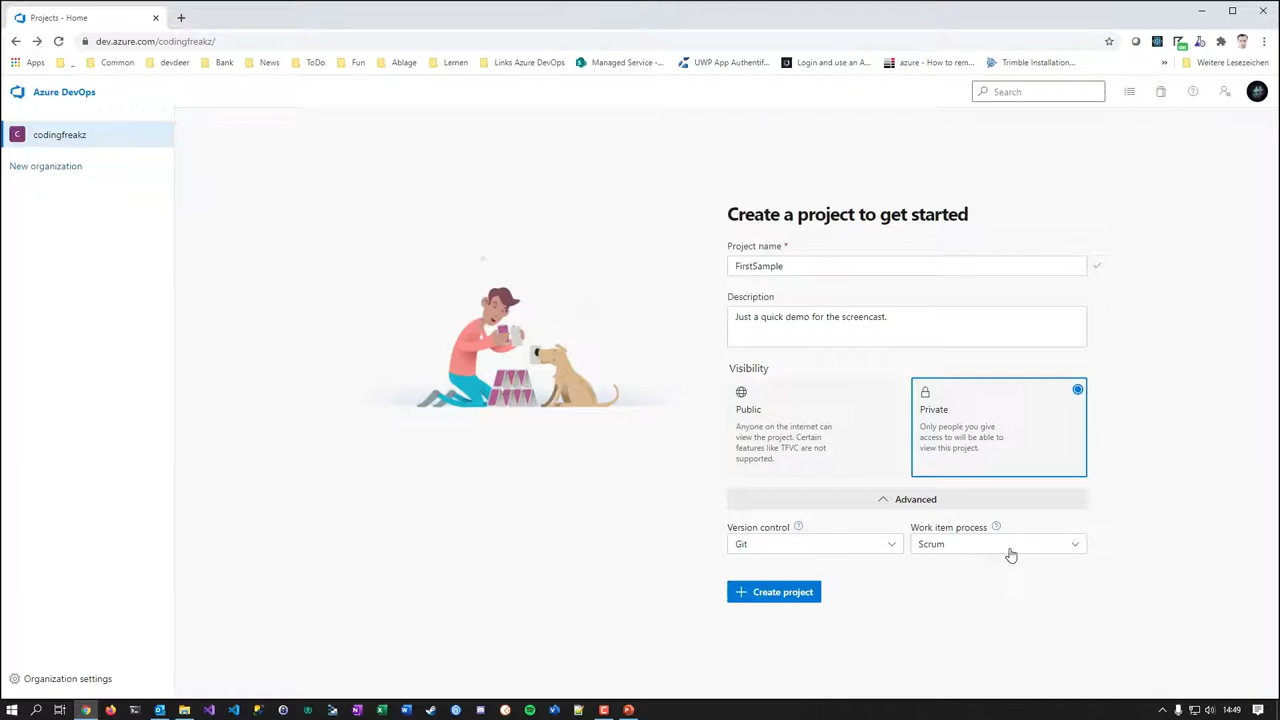 Projects - Home
dev.azure.com/codingfreakz/
Apps
_
Common
devdeer
Bank
News
ToDo
Fun
Ablage
Lernen
Links Azure DevOps
Managed Service -...
UWP App Authentif...
Login and use an A...
azure - How to rem...
Trimble Installation...
»
Weitere Lesezeichen
Azure DevOps
Search
C
codingfreakz
New organization
Create a project to get started
Project name *
FirstSample
Description
Just a quick demo for the screencast.
Visibility
Public
Anyone on the internet can
view the project. Certain
features like TFVC are not
supported.
Private
Only people you give
access to will be able to
view this project.
Advanced
Version control
Work item process
Git
Scrum
+ Create project
Organization settings
14:49